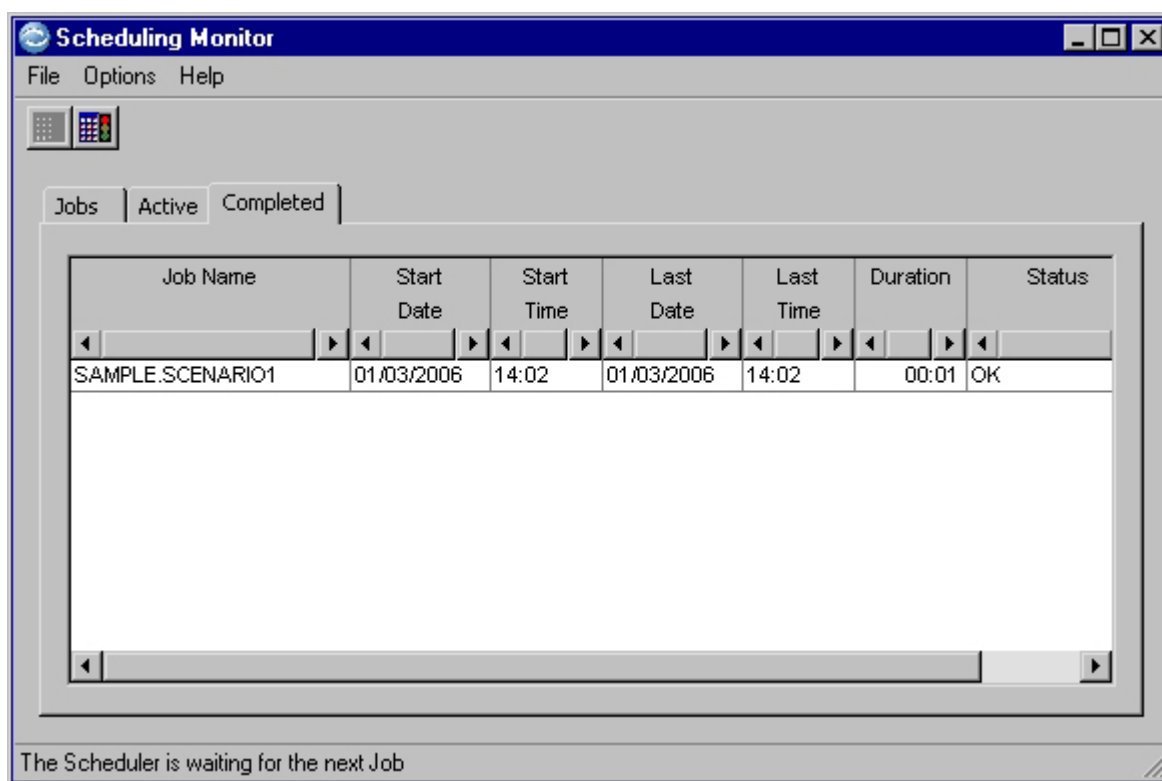 Scheduling Monitor
File Options Help
Jobs Active Completed
Job Name Start Date Start Time Last Date Last Time Duration Status
SAMPLE.SCENARIO1 01/03/2006 14:02 01/03/2006 14:02 00:01 OK
The Scheduler is waiting for the next Job